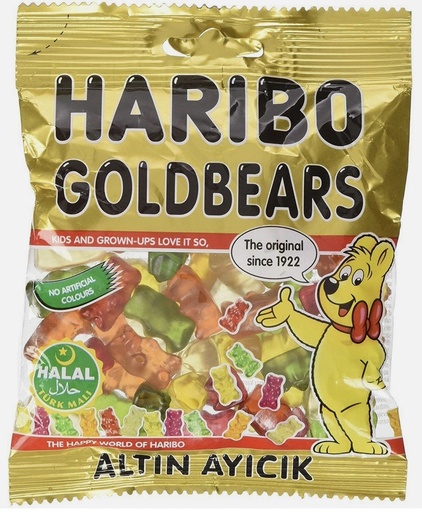 HARIBO
GOLDBEARS
KIDS AND GROWN-UPS LOVE IT SO,
The original
since 1922
NO ARTIFICIAL
COLOURS
HALAL
حلال
TÜRK MALI
THE HAPPY WORLD OF HARIBO
ALTIN AYICIK